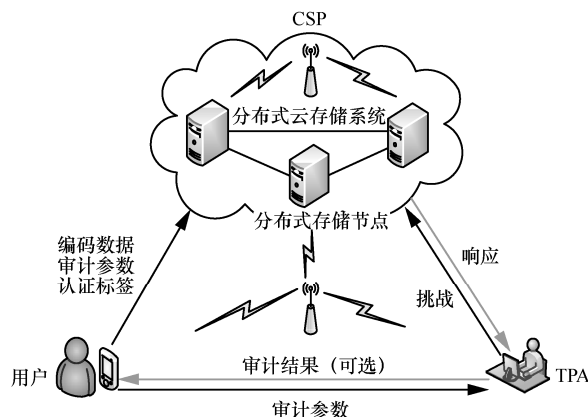 CSP
分布式云存储系统
分布式存储节点
编码数据
审计参数
认证标签
响应
挑战
用户
审计结果（可选）
TPA
审计参数